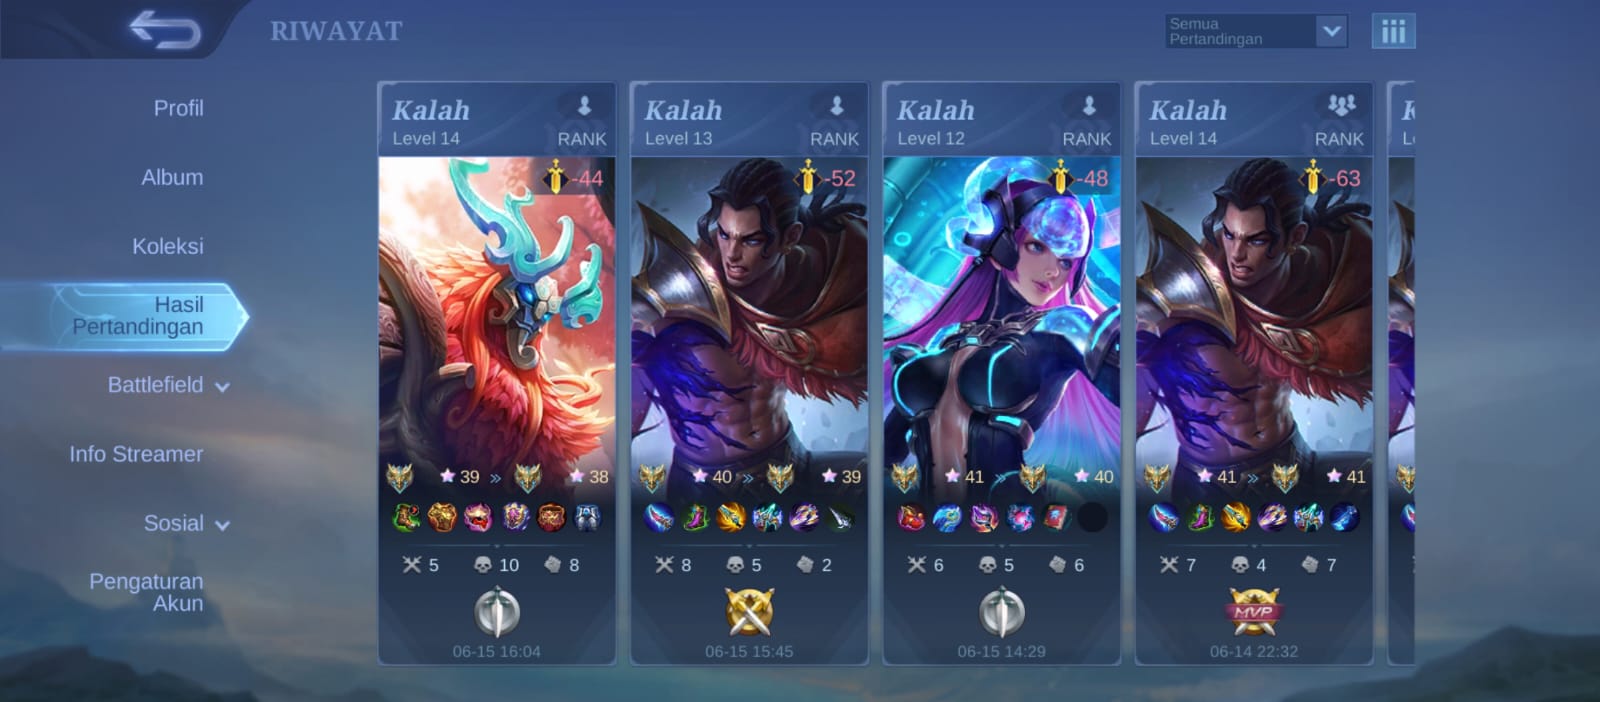 RIWAYAT
Semua
Pertandingan
Profil
Album
Koleksi
Hasil
Pertandingan
Battlefield
Info Streamer
Sosial
Pengaturan
Akun
Kalah
Level 14
RANK
-44
39 » 38
5 10 8
06-15 16:04
Kalah
Level 13
RANK
-52
40 » 39
8 5 2
06-15 15:45
Kalah
Level 12
RANK
-48
41 » 40
6 5 6
06-15 14:29
Kalah
Level 14
RANK
-63
41 » 41
7 4 7
MVP
06-14 22:32